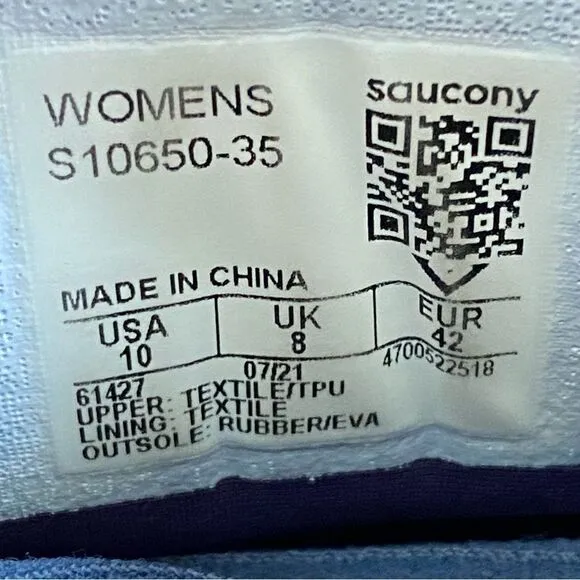 WOMENS
S10650-35
saucony
MADE IN CHINA
USA UK EUR
10 8 42
61427 07/21 4700522518
UPPER: TEXTILE/TPU
LINING: TEXTILE
OUTSOLE: RUBBER/EVA